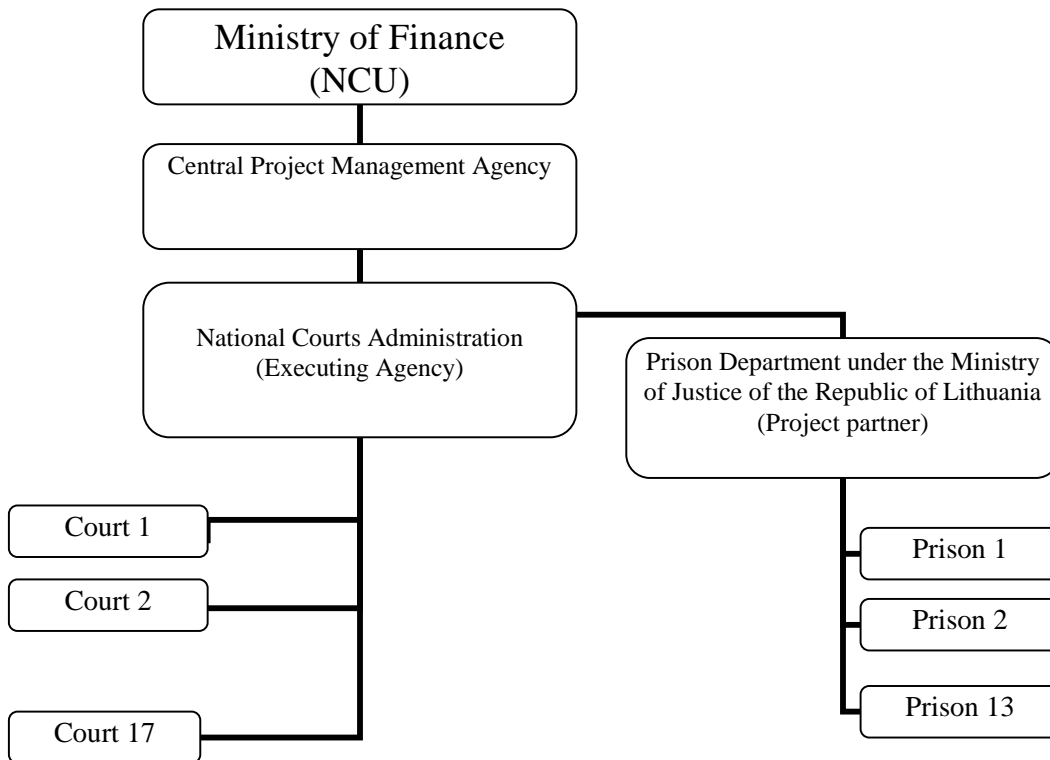 Ministry of Finance
(NCU)
Central Project Management Agency
National Courts Administration
(Executing Agency)
Prison Department under the Ministry
of Justice of the Republic of Lithuania
(Project partner)
Court 1
Court 2
Court 17
Prison 1
Prison 2
Prison 13